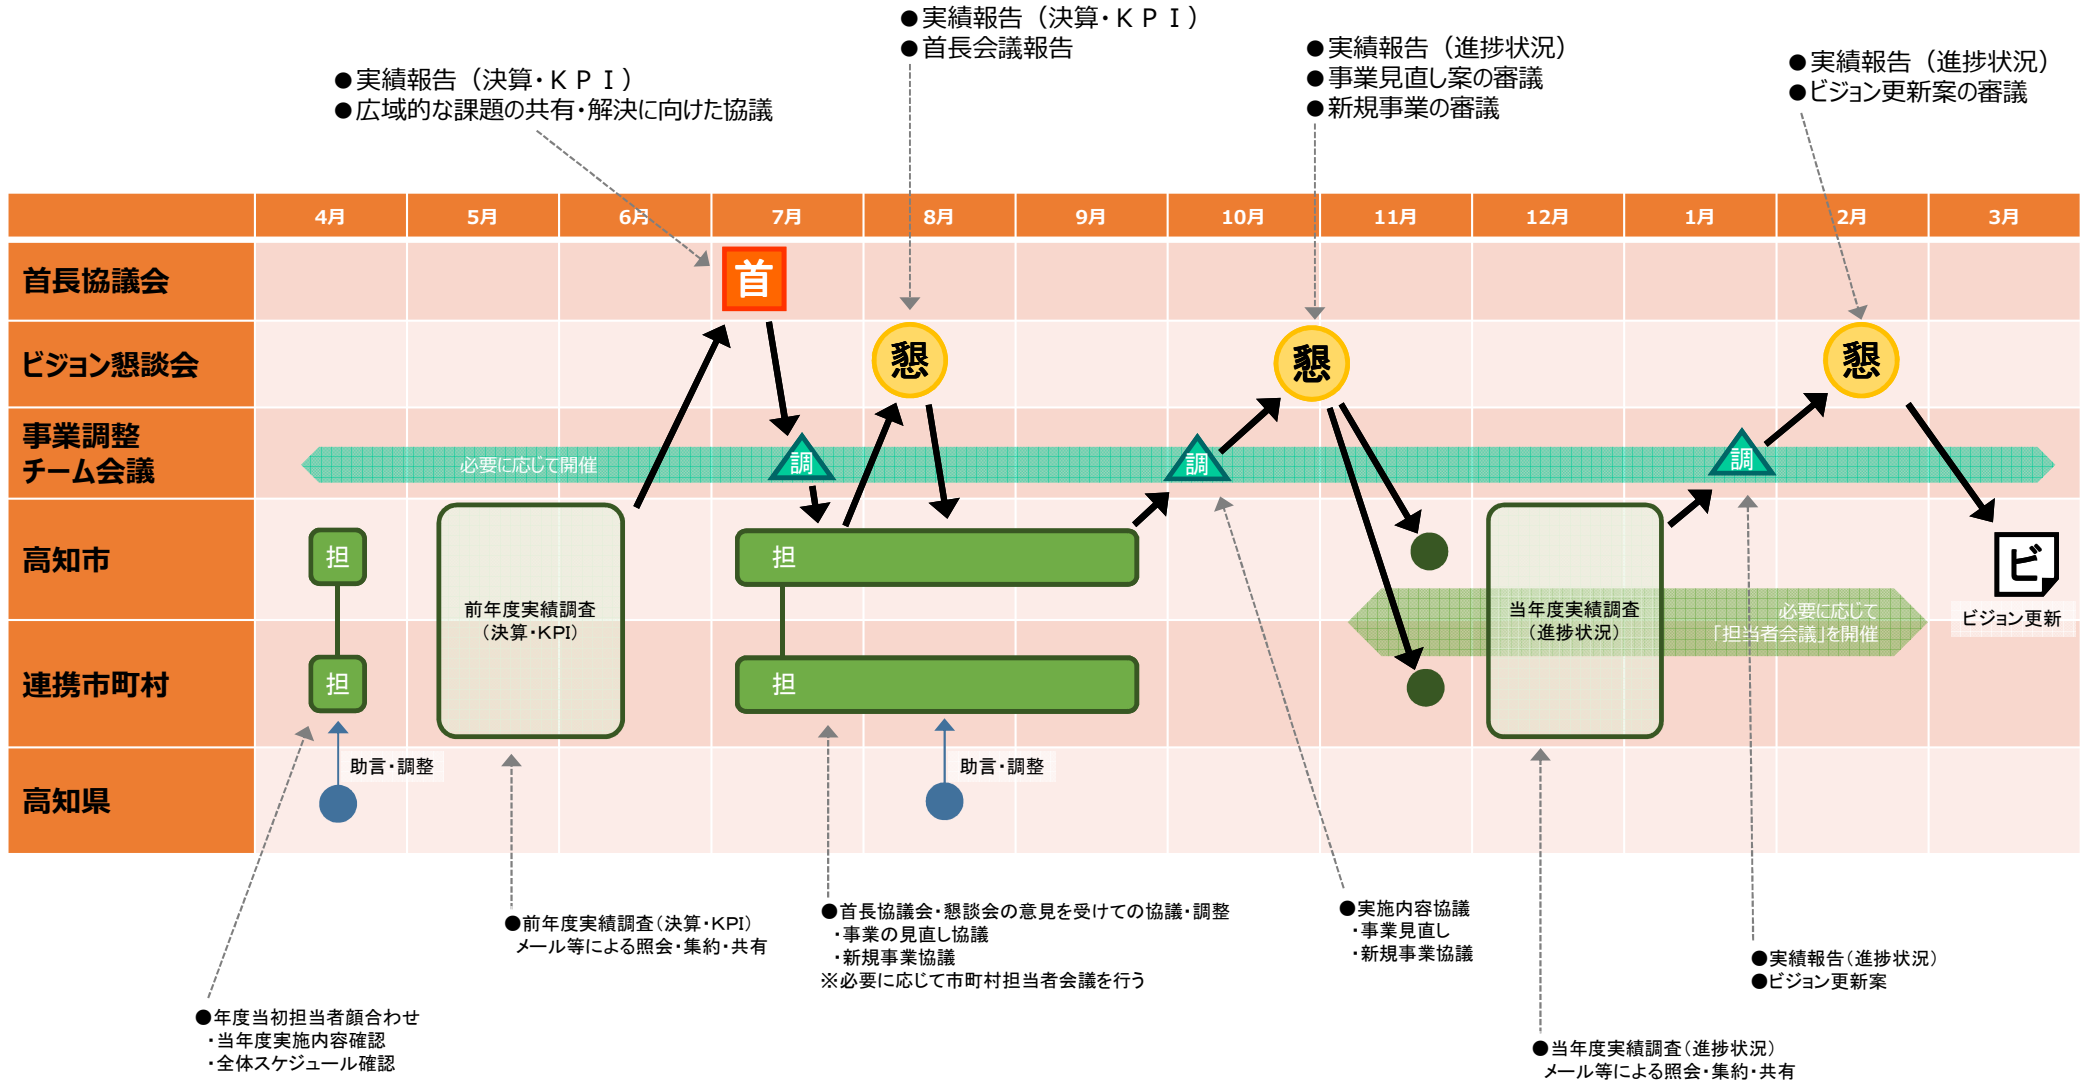 ●実績報告（決算・ＫＰＩ）
●首長会議報告
●実績報告（進捗状況）
●事業見直し案の審議
●新規事業の審議
●実績報告（進捗状況）
●ビジョン更新案の審議
●実績報告（決算・ＫＰＩ）
●広域的な課題の共有・解決に向けた協議
4月 5月 6月 7月 8月 9月 10月 11月 12月 1月 2月 3月
首長協議会
首
ビジョン懇談会
懇 懇 懇
事業調整
チーム会議
必要に応じて開催
調 調 調
高知市
担
担
前年度実績調査
（決算・KPI）
当年度実績調査
（進捗状況）
必要に応じて
「担当者会議」を開催
ビ
ビジョン更新
連携市町村
担
担
高知県
助言・調整
助言・調整
●前年度実績調査（決算・KPI）
メール等による照会・集約・共有
●首長協議会・懇談会の意見を受けての協議・調整
・事業の見直し協議
・新規事業協議
※必要に応じて市町村担当者会議を行う
●実施内容協議
・事業見直し
・新規事業協議
●実績報告（進捗状況）
●ビジョン更新案
●年度当初担当者顔合わせ
・当年度実施内容確認
・全体スケジュール確認
●当年度実績調査（進捗状況）
メール等による照会・集約・共有